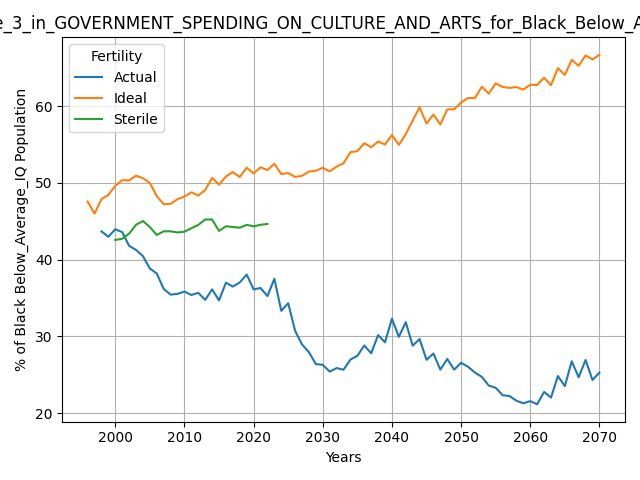 e_3_in_GOVERNMENT_SPENDING_ON_CULTURE_AND_ARTS_for_Black_Below_A
Fertility
Actual
Ideal
Sterile
% of Black Below_Average_IQ Population
60
50
40
30
20
2000 2010 2020 2030 2040 2050 2060 2070
Years